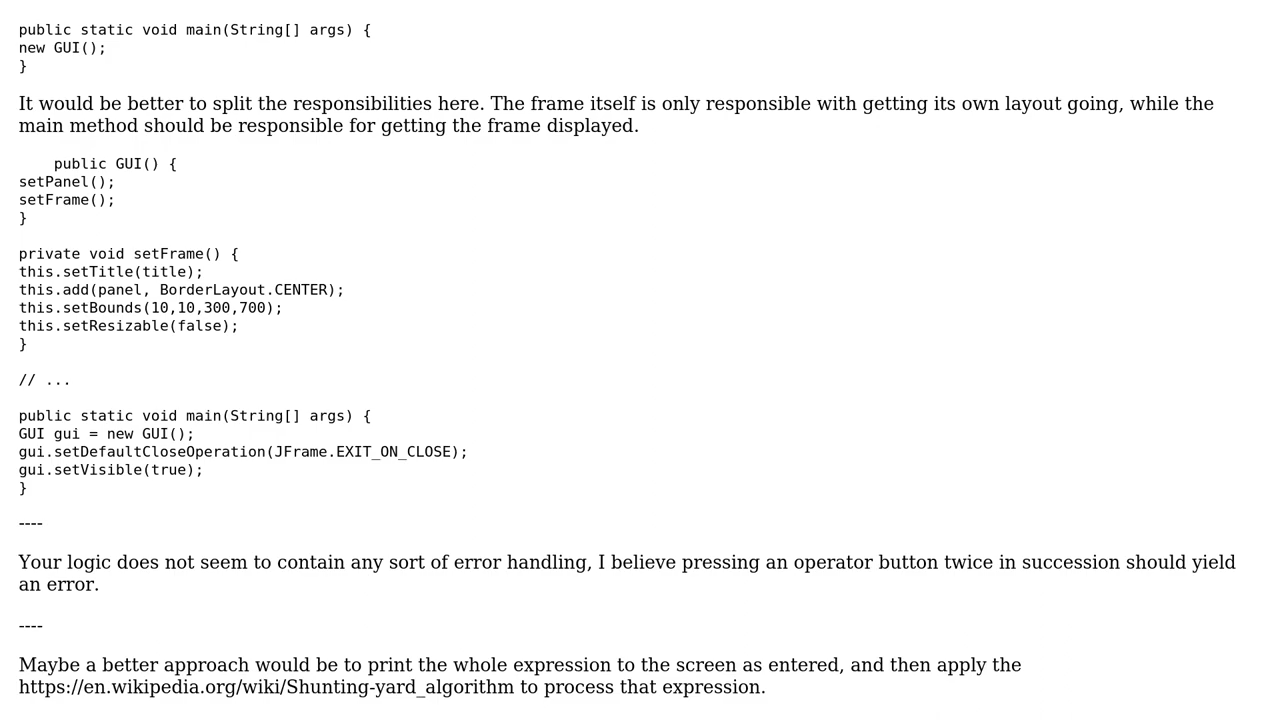 public static void main(String[] args) {
new GUI();
}
It would be better to split the responsibilities here. The frame itself is only responsible with getting its own layout going, while the
main method should be responsible for getting the frame displayed.
public GUI() {
setPanel();
setFrame();
}
private void setFrame() {
this.setTitle(title);
this.add(panel, BorderLayout.CENTER);
this.setBounds(10,10,300,700);
this.setResizable(false);
}
// ...
public static void main(String[] args) {
GUI gui = new GUI();
gui.setDefaultCloseOperation(JFrame.EXIT_ON_CLOSE);
gui.setVisible(true);
}
----
Your logic does not seem to contain any sort of error handling, I believe pressing an operator button twice in succession should yield
an error.
----
Maybe a better approach would be to print the whole expression to the screen as entered, and then apply the
https://en.wikipedia.org/wiki/Shunting-yard_algorithm to process that expression.